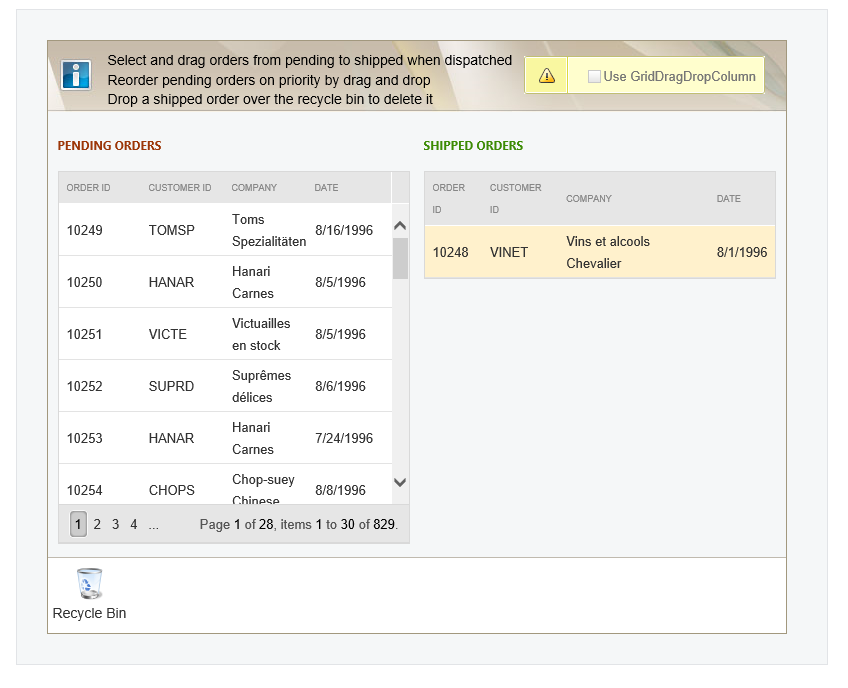 Select and drag orders from pending to shipped when dispatched
Reorder pending orders on priority by drag and drop
Drop a shipped order over the recycle bin to delete it
Use GridDragDropColumn
PENDING ORDERS
ORDER ID CUSTOMER ID COMPANY DATE
10249 TOMSP Toms Spezialitäten 8/16/1996
10250 HANAR Hanari Carnes 8/5/1996
10251 VICTE Victuailles en stock 8/5/1996
10252 SUPRD Suprêmes délices 8/6/1996
10253 HANAR Hanari Carnes 7/24/1996
10254 CHOPS Chop-suey Chinese 8/8/1996
1 2 3 4 ... Page 1 of 28, items 1 to 30 of 829.
SHIPPED ORDERS
ORDER ID CUSTOMER ID COMPANY DATE
10248 VINET Vins et alcools Chevalier 8/1/1996
Recycle Bin